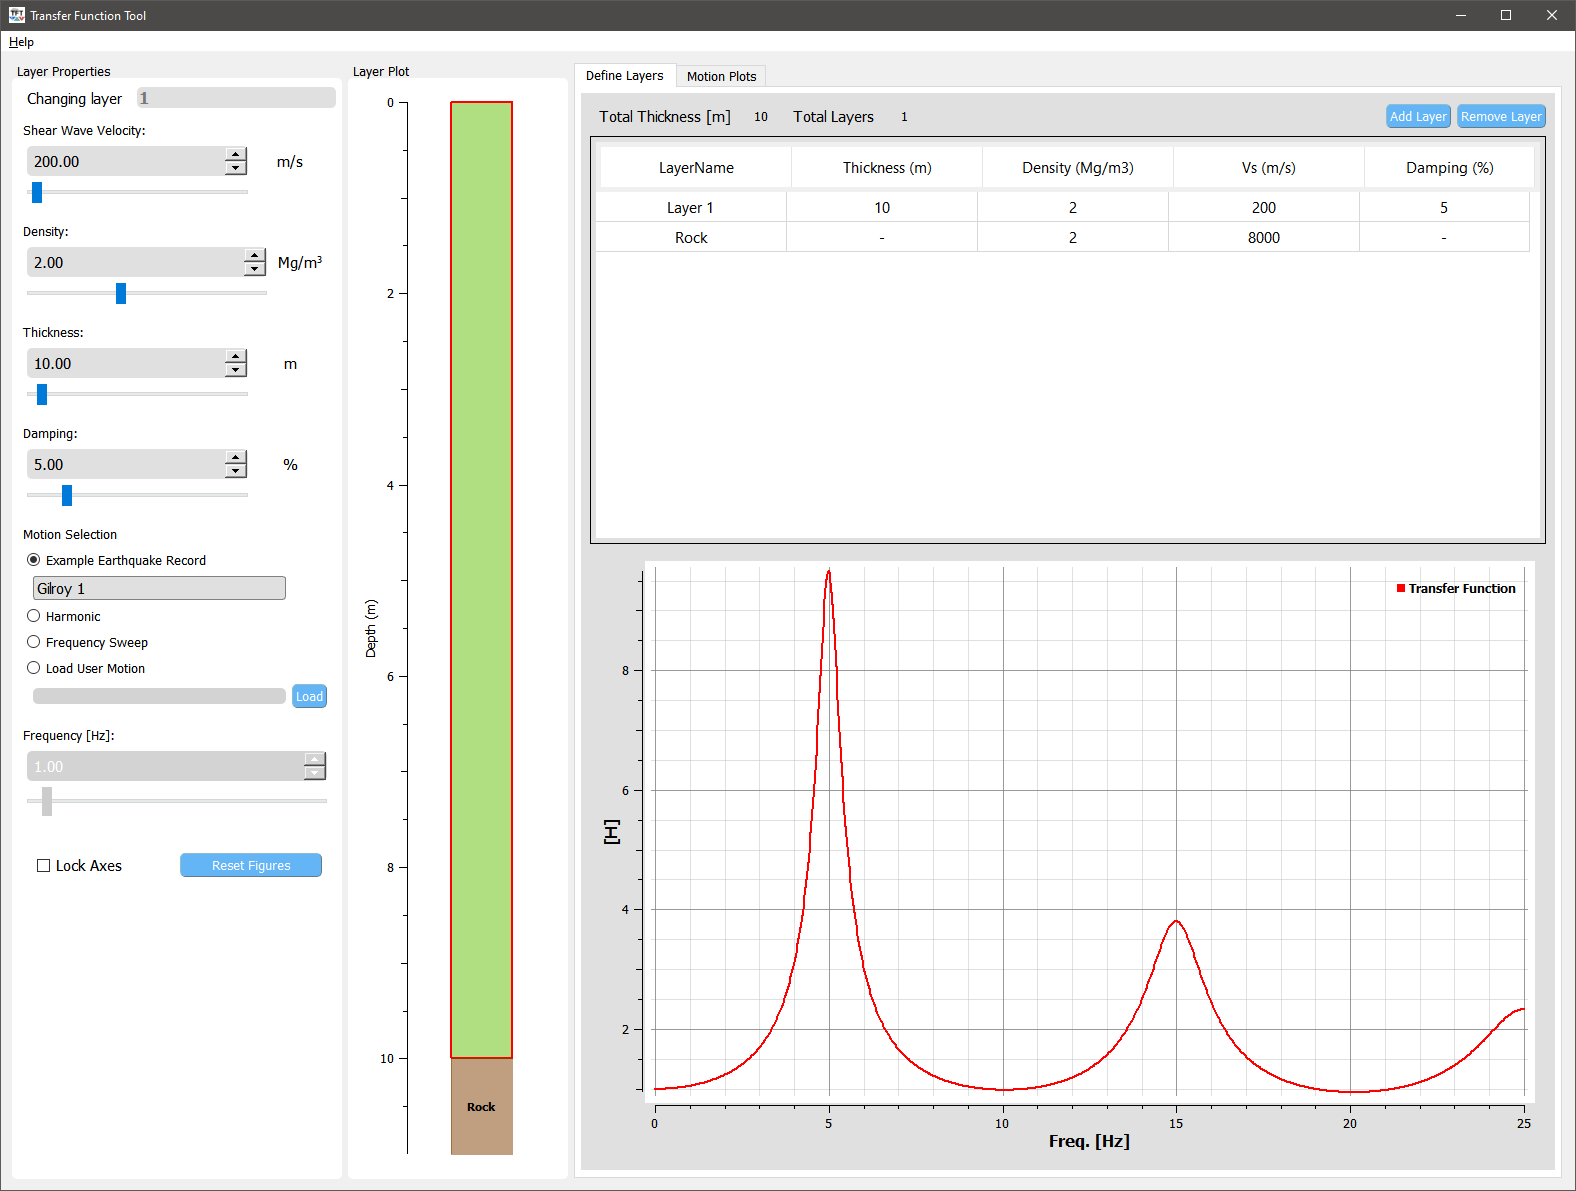 TFT Transfer Function Tool
Help
Layer Properties
Changing layer 1
Shear Wave Velocity:
200.00 m/s
Density:
2.00 Mg/m³
Thickness:
10.00 m
Damping:
5.00 %
Motion Selection
Example Earthquake Record
Gilroy 1
Harmonic
Frequency Sweep
Load User Motion
Load
Frequency [Hz]:
1.00
Lock Axes Reset Figures
Layer Plot
0
2
4
6
8
10
Depth (m)
Rock
Define Layers Motion Plots
Total Thickness [m] 10 Total Layers 1 Add Layer Remove Layer
LayerName Thickness (m) Density (Mg/m3) Vs (m/s) Damping (%)
Layer 1 10 2 200 5
Rock - 2 8000 -
Transfer Function
8
6
4
2
[H]
0 5 10 15 20 25
Freq. [Hz]